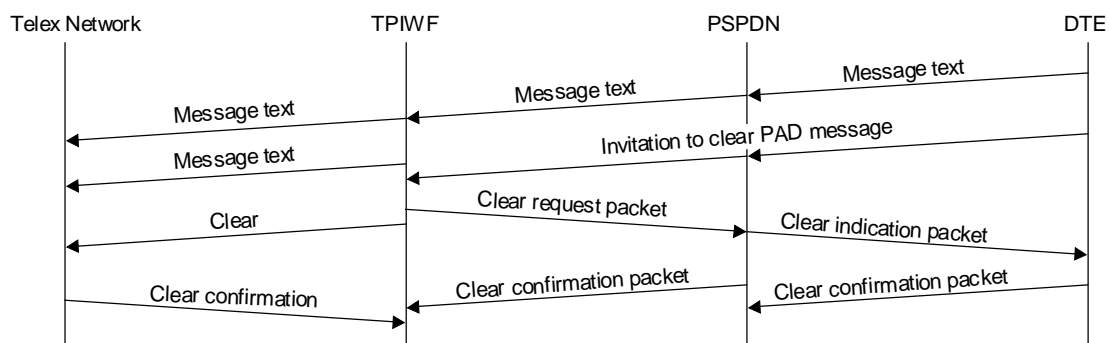 Telex Network
TPIWF
PSPDN
DTE
Message text
Message text
Message text
Invitation to clear PAD message
Message text
Clear request packet
Clear
Clear indication packet
Clear confirmation
Clear confirmation packet
Clear confirmation packet